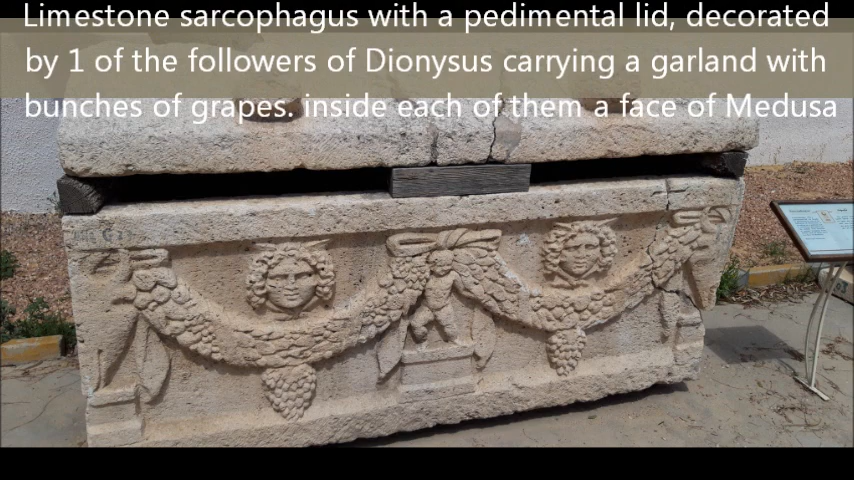 Limestone sarcophagus with a pedimental lid, decorated
by 1 of the followers of Dionysus carrying a garland with
bunches of grapes. inside each of them a face of Medusa